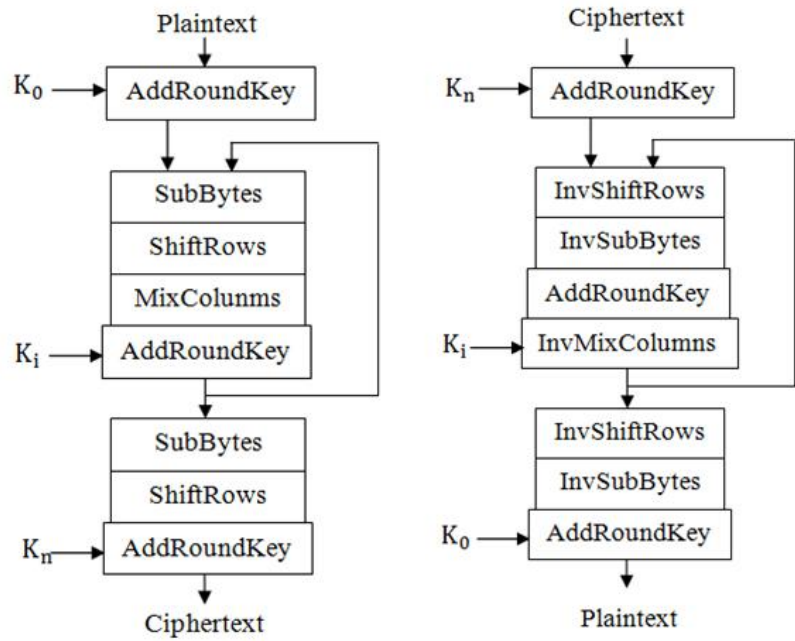 Plaintext
K₀
AddRoundKey
SubBytes
ShiftRows
MixColunms
Kᵢ
AddRoundKey
SubBytes
ShiftRows
Kₙ
AddRoundKey
Ciphertext
Ciphertext
Kₙ
AddRoundKey
InvShiftRows
InvSubBytes
AddRoundKey
Kᵢ
InvMixColumns
InvShiftRows
InvSubBytes
K₀
AddRoundKey
Plaintext